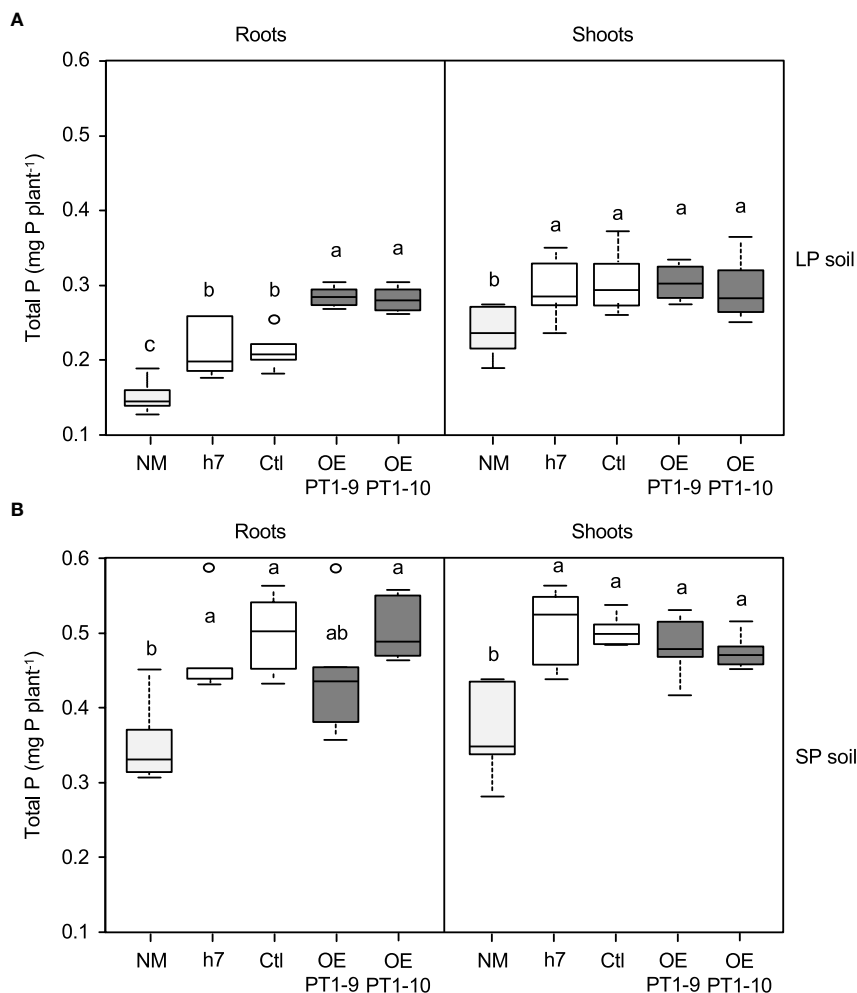 A
Roots Shoots
0.6
0.5
0.4
0.3
0.2
0.1
Total P (mg P plant-1)
c b b a a
b a a a a
LP soil
NM h7 Ctl OE OE NM h7 Ctl OE OE
PT1-9 PT1-10 PT1-9 PT1-10
B
Roots Shoots
0.6
0.5
0.4
0.3
0.2
0.1
Total P (mg P plant-1)
b a a ab a
b a a a a
SP soil
NM h7 Ctl OE OE NM h7 Ctl OE OE
PT1-9 PT1-10 PT1-9 PT1-10